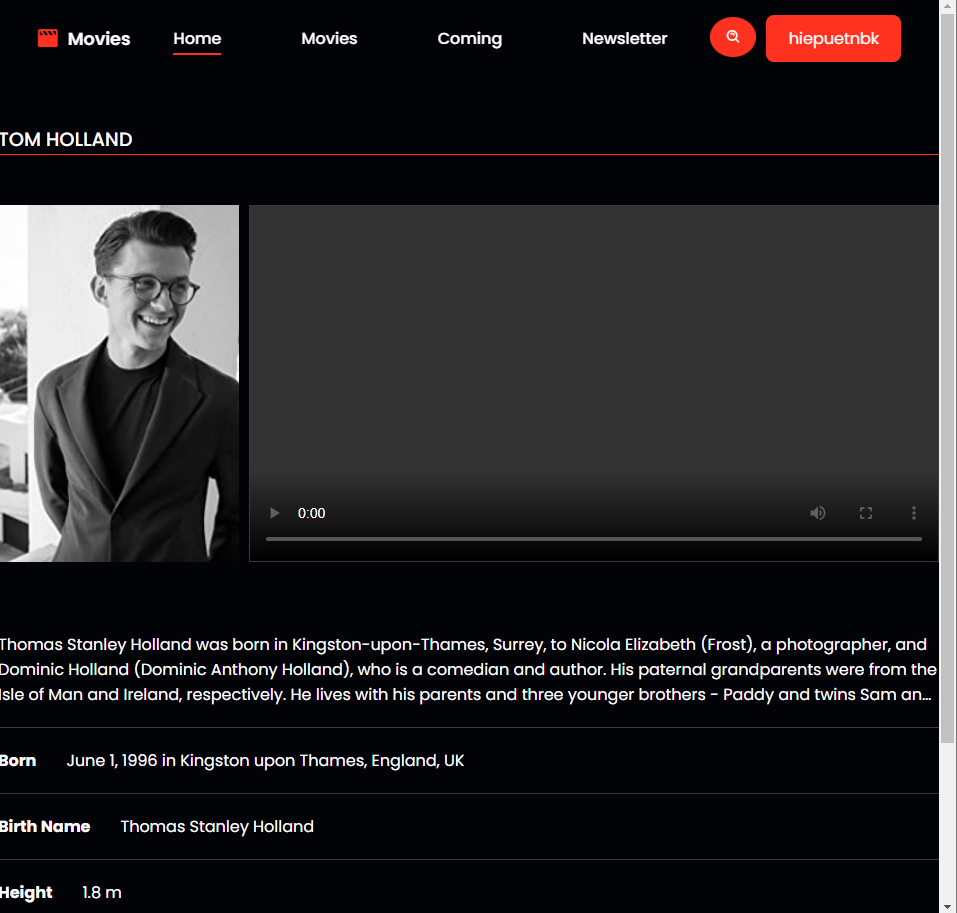 Movies Home Movies Coming Newsletter hiepuetnbk
TOM HOLLAND
0:00
Thomas Stanley Holland was born in Kingston-upon-Thames, Surrey, to Nicola Elizabeth (Frost), a photographer, and
Dominic Holland (Dominic Anthony Holland), who is a comedian and author. His paternal grandparents were from the
Isle of Man and Ireland, respectively. He lives with his parents and three younger brothers - Paddy and twins Sam an...
Born June 1, 1996 in Kingston upon Thames, England, UK
Birth Name Thomas Stanley Holland
Height 1.8 m